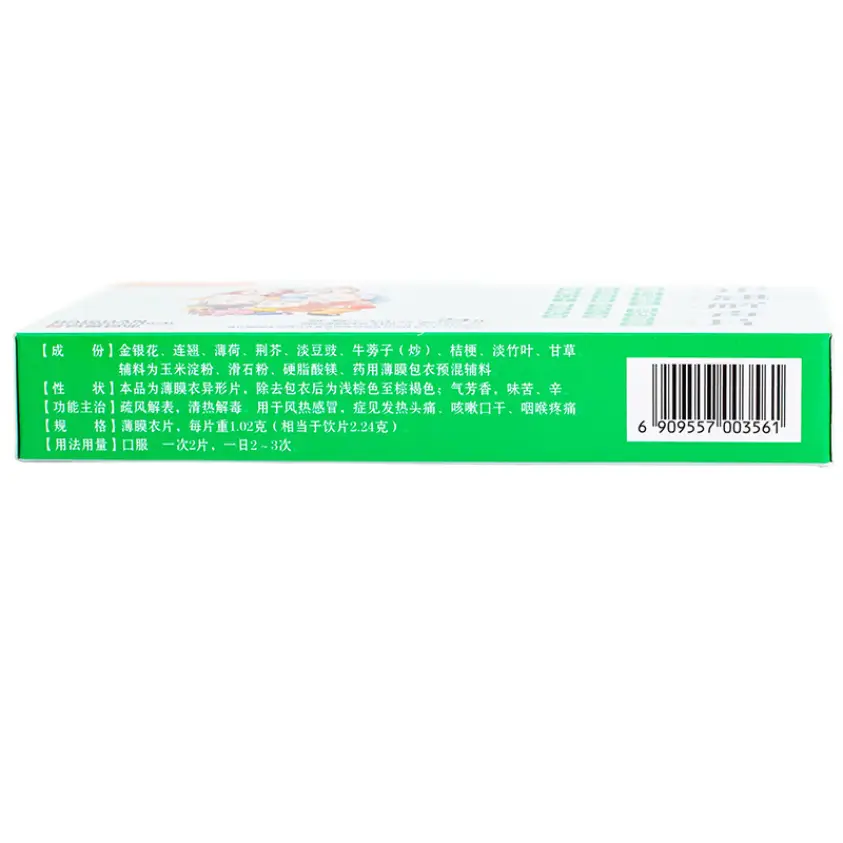 【成 份】金银花、连翘、薄荷、荆芥、淡豆豉、牛蒡子（炒）、桔梗、淡竹叶、甘草
辅料为玉米淀粉、滑石粉、硬脂酸镁、药用薄膜包衣预混辅料
【性 状】本品为薄膜衣异形片，除去包衣后为浅棕色至棕褐色；气芳香，味苦、辛
【功能主治】疏风解表，清热解毒 用于风热感冒，症见发热头痛、咳嗽口干、咽喉疼痛
【规 格】薄膜衣片，每片重1.02克（相当于饮片2.24克）
【用法用量】口服 一次2片，一日2~3次
6 909557 003561